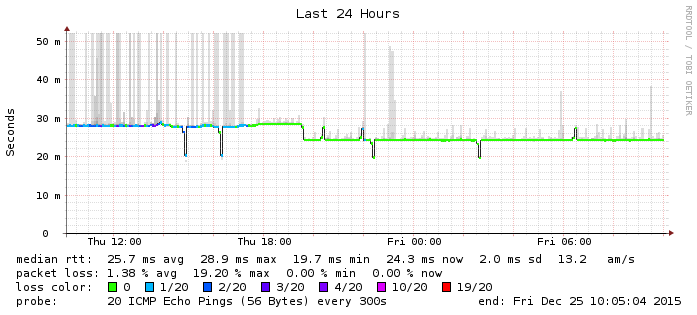 Last 24 Hours
RRDTOOL / TOBI OETIKER
Seconds
50 m
40 m
30 m
20 m
10 m
0
Thu 12:00 Thu 18:00 Fri 00:00 Fri 06:00
median rtt: 25.7 ms avg 28.9 ms max 19.7 ms min 24.3 ms now 2.0 ms sd 13.2 am/s
packet loss: 1.38 % avg 19.20 % max 0.00 % min 0.00 % now
loss color: 0 1/20 2/20 3/20 4/20 10/20 19/20
probe: 20 ICMP Echo Pings (56 Bytes) every 300s end: Fri Dec 25 10:05:04 2015